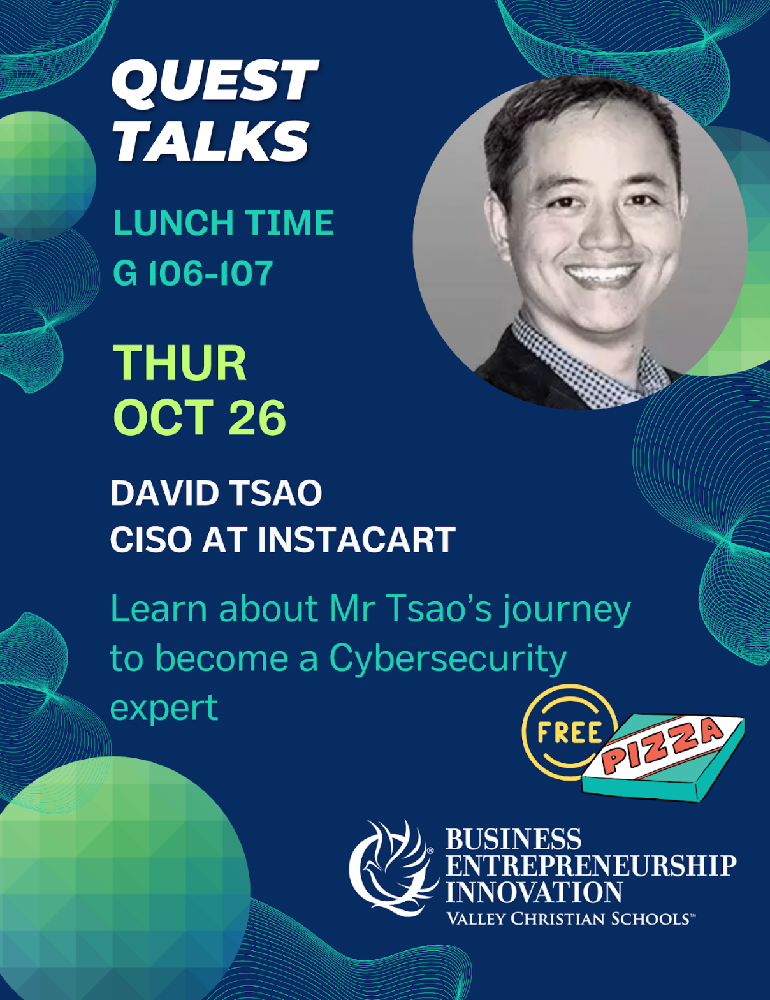 QUEST
TALKS
LUNCH TIME
G 106-107
THUR
OCT 26
DAVID TSAO
CISO AT INSTACART
Learn about Mr Tsao’s journey
to become a Cybersecurity
expert
FREE
PIZZA
®
BUSINESS
ENTREPRENEURSHIP
INNOVATION
VALLEY CHRISTIAN SCHOOLS™